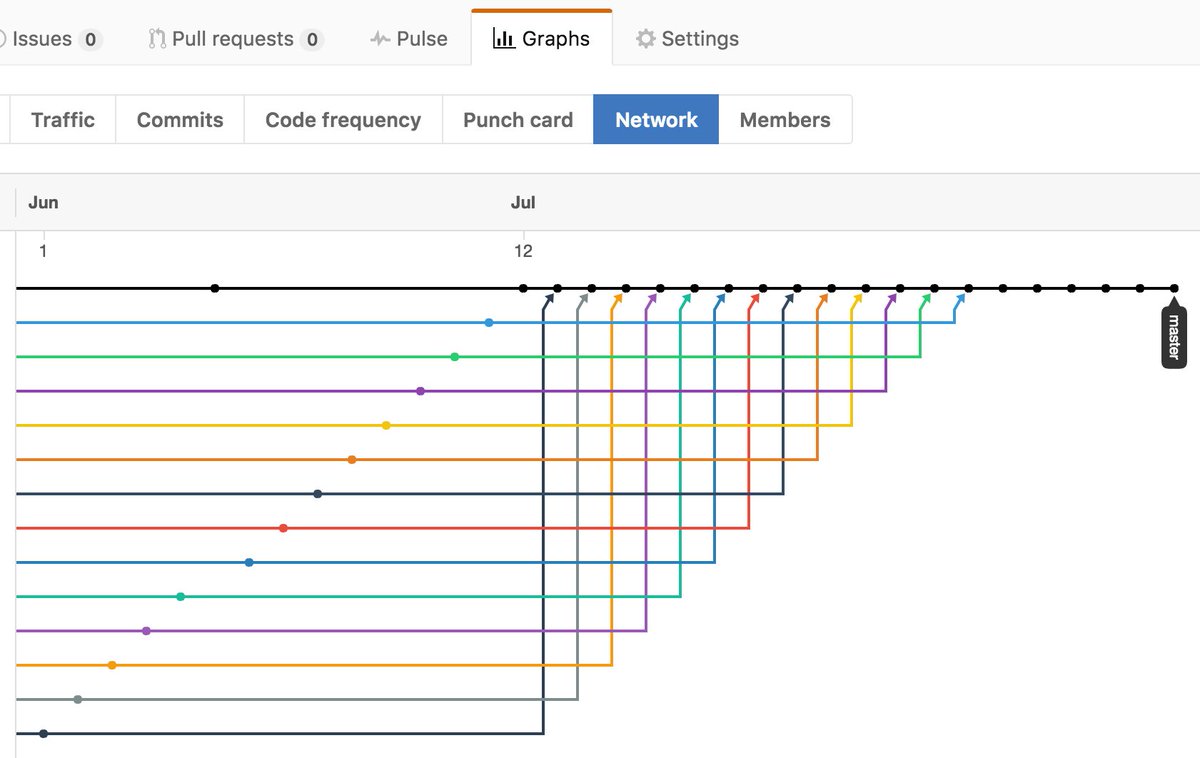 Issues 0 Pull requests 0 Pulse Graphs Settings
Traffic Commits Code frequency Punch card Network Members
Jun Jul
1 12
master